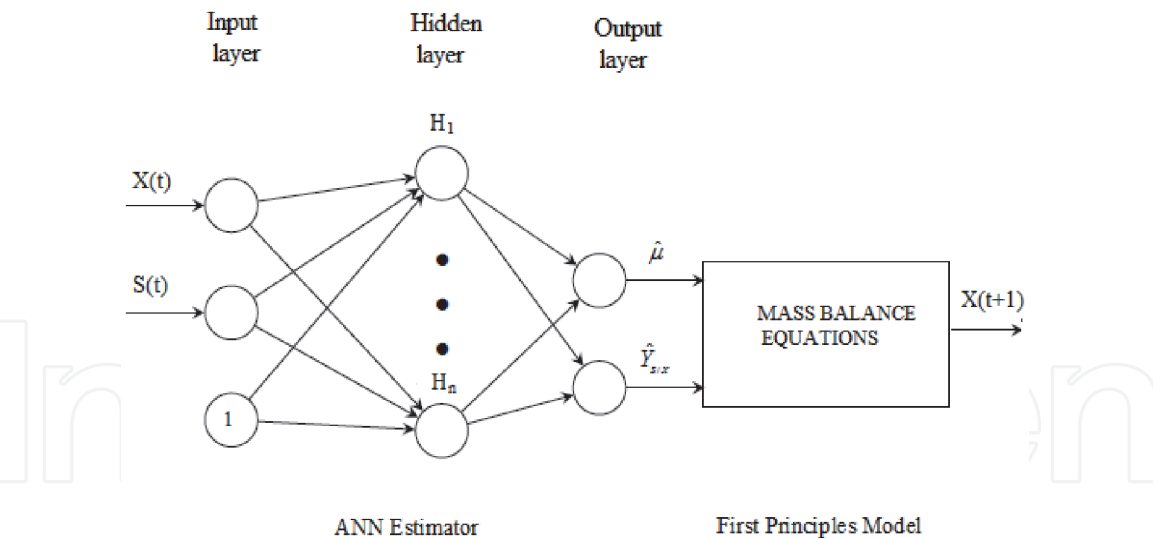 Input
layer
Hidden
layer
Output
layer
H₁
X(t)
S(t)
1
Hₙ
μ̂
Ŷₛ/ₓ
MASS BALANCE
EQUATIONS
X(t+1)
ANN Estimator
First Principles Model